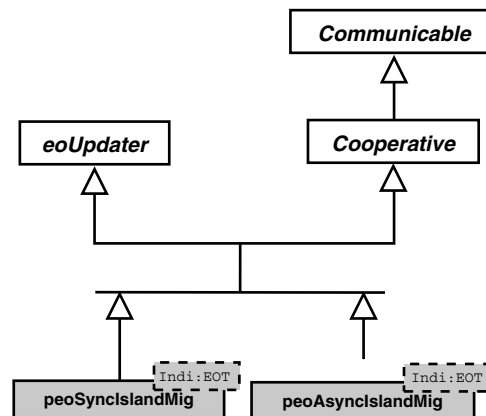 Communicable
eoUpdater
Cooperative
Indi:EOT
Indi:EOT
peoSyncIslandMig
peoAsyncIslandMig